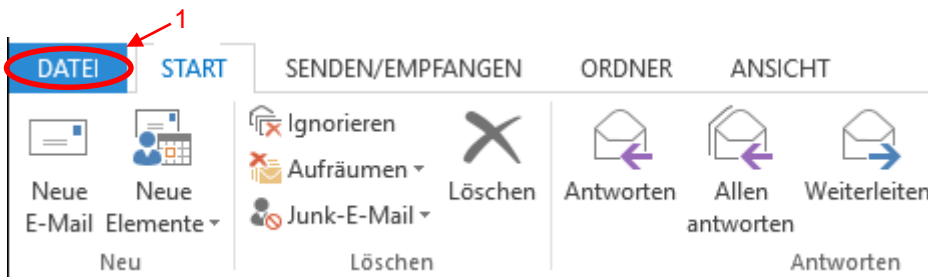 1
DATEI START SENDEN/EMPFANGEN ORDNER ANSICHT
Ignorieren
Aufräumen
Junk-E-Mail
Neue
E-Mail
Neue
Elemente
Löschen
Antworten
Allen
antworten
Weiterleiten
Neu Löschen Antworten